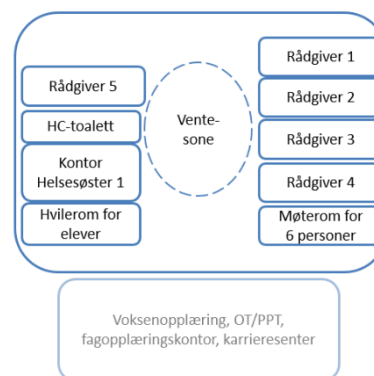 Rådgiver 5
HC-toalett
Kontor
Helsesøster 1
Hvilerom for
elever
Vente-
sone
Rådgiver 1
Rådgiver 2
Rådgiver 3
Rådgiver 4
Møterom for
6 personer
Voksenopplæring, OT/PPT,
fagopplæringskontor, karrieresenter